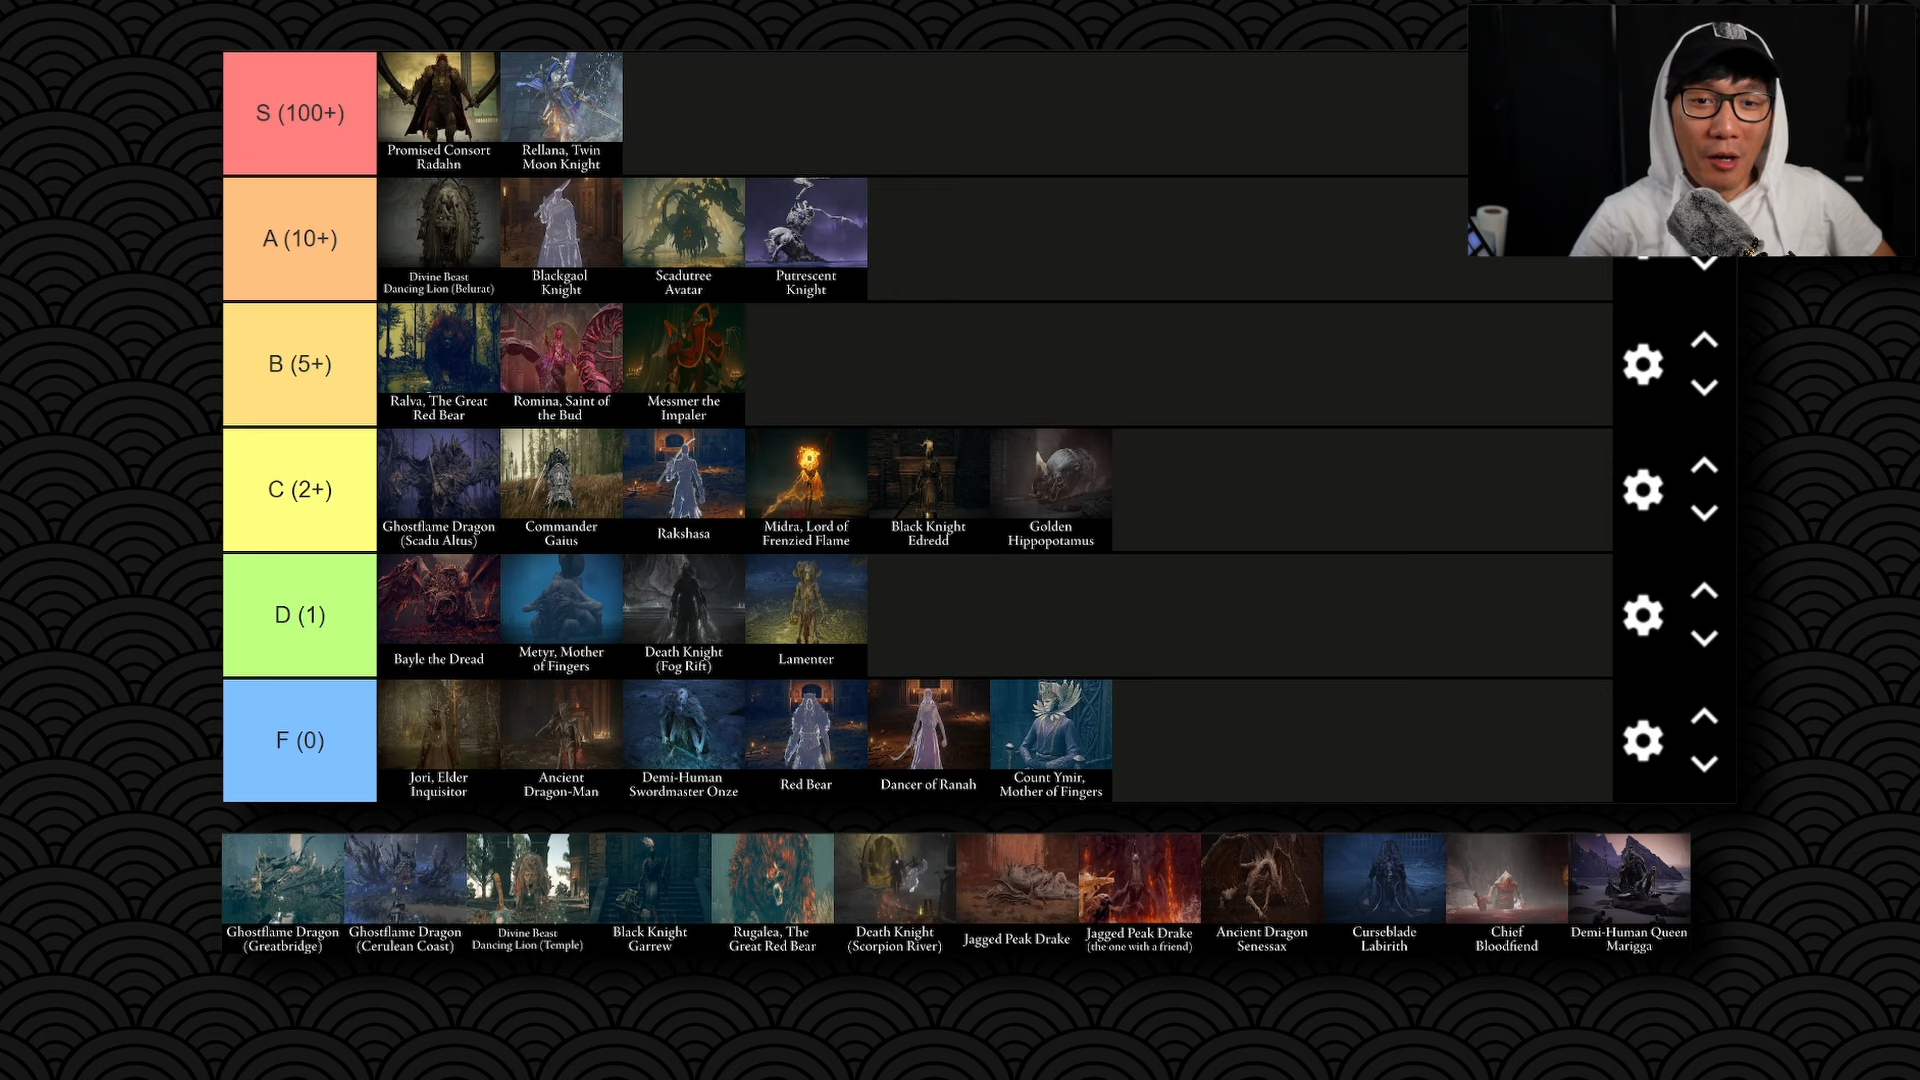 S (100+)
Promised Consort
Radahn
Rellana, Twin
Moon Knight
A (10+)
Divine Beast
Dancing Lion (Belurat)
Blackgaol
Knight
Scadutree
Avatar
Putrescent
Knight
B (5+)
Ralva, The Great
Red Bear
Romina, Saint of
the Bud
Messmer the
Impaler
C (2+)
Ghostflame Dragon
(Scadu Altus)
Commander
Gaius
Rakshasa
Midra, Lord of
Frenzied Flame
Black Knight
Edredd
Golden
Hippopotamus
D (1)
Bayle the Dread
Metyr, Mother
of Fingers
Death Knight
(Fog Rift)
Lamenter
F (0)
Jori, Elder
Inquisitor
Ancient
Dragon-Man
Demi-Human
Swordmaster Onze
Red Bear
Dancer of Ranah
Count Ymir,
Mother of Fingers
Ghostflame Dragon
(Greatbridge)
Ghostflame Dragon
(Cerulean Coast)
Divine Beast
Dancing Lion (Temple)
Black Knight
Garrew
Rugalea, The
Great Red Bear
Death Knight
(Scorpion River)
Jagged Peak Drake
Jagged Peak Drake
(the one with a friend)
Ancient Dragon
Senessax
Curseblade
Labirith
Chief
Bloodfiend
Demi-Human Queen
Marigga